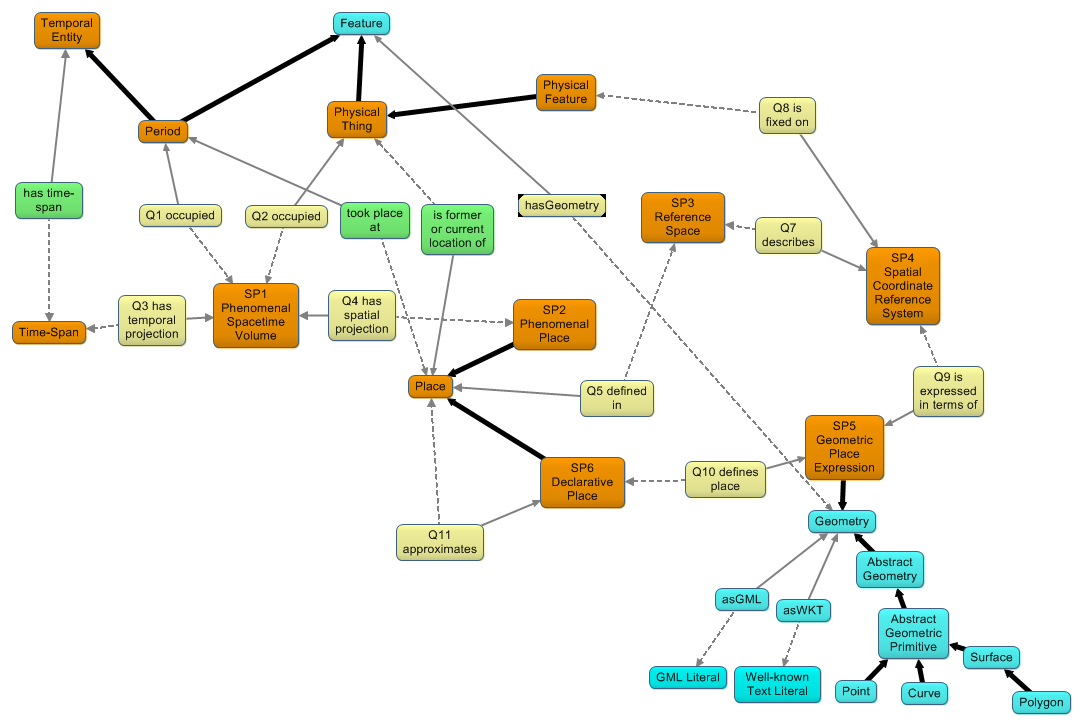 Temporal
Entity
Feature
Physical
Feature
Q8 is
fixed on
Physical
Thing
Period
has time-
span
Q1 occupied
Q2 occupied
took place
at
is former
or current
location of
hasGeometry
SP3
Reference
Space
Q7
describes
SP4
Spatial
Coordinate
Reference
System
Time-Span
Q3 has
temporal
projection
SP1
Phenomenal
Spacetime
Volume
Q4 has
spatial
projection
SP2
Phenomenal
Place
Place
Q5 defined
in
Q9 is
expressed
in terms of
SP5
Geometric
Place
Expression
SP6
Declarative
Place
Q10 defines
place
Q11
approximates
Geometry
Abstract
Geometry
asGML
asWKT
Abstract
Geometric
Primitive
Surface
GML Literal
Well-known
Text Literal
Point
Curve
Polygon